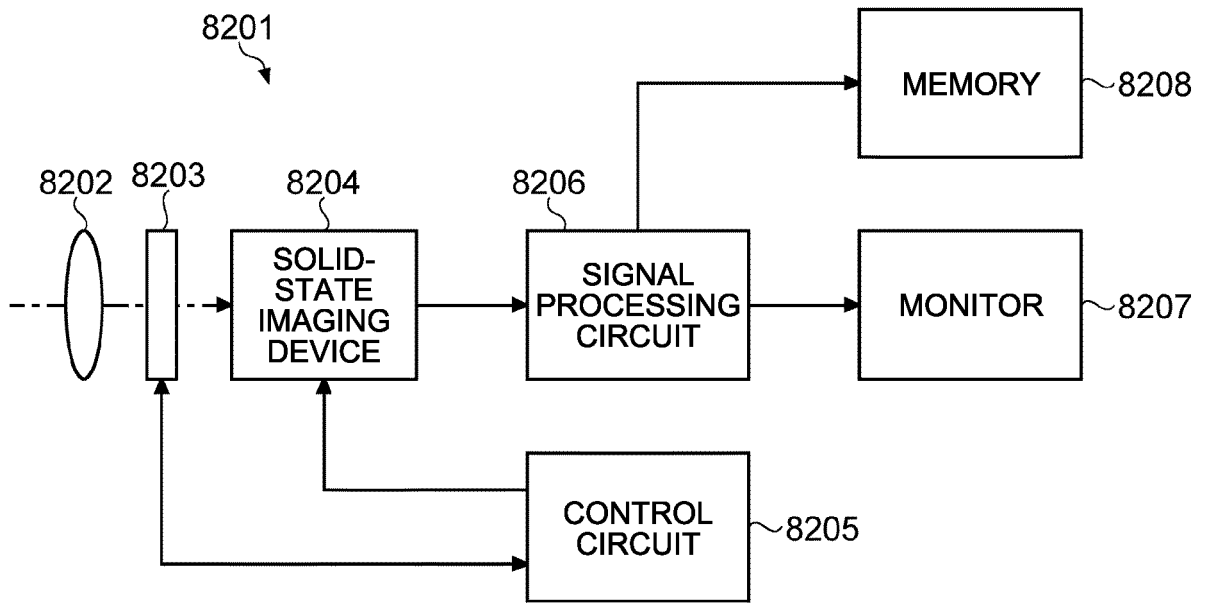 8201
MEMORY
8208
8202
8203
8204
8206
SOLID-
STATE
IMAGING
DEVICE
SIGNAL
PROCESSING
CIRCUIT
MONITOR
8207
CONTROL
CIRCUIT
8205